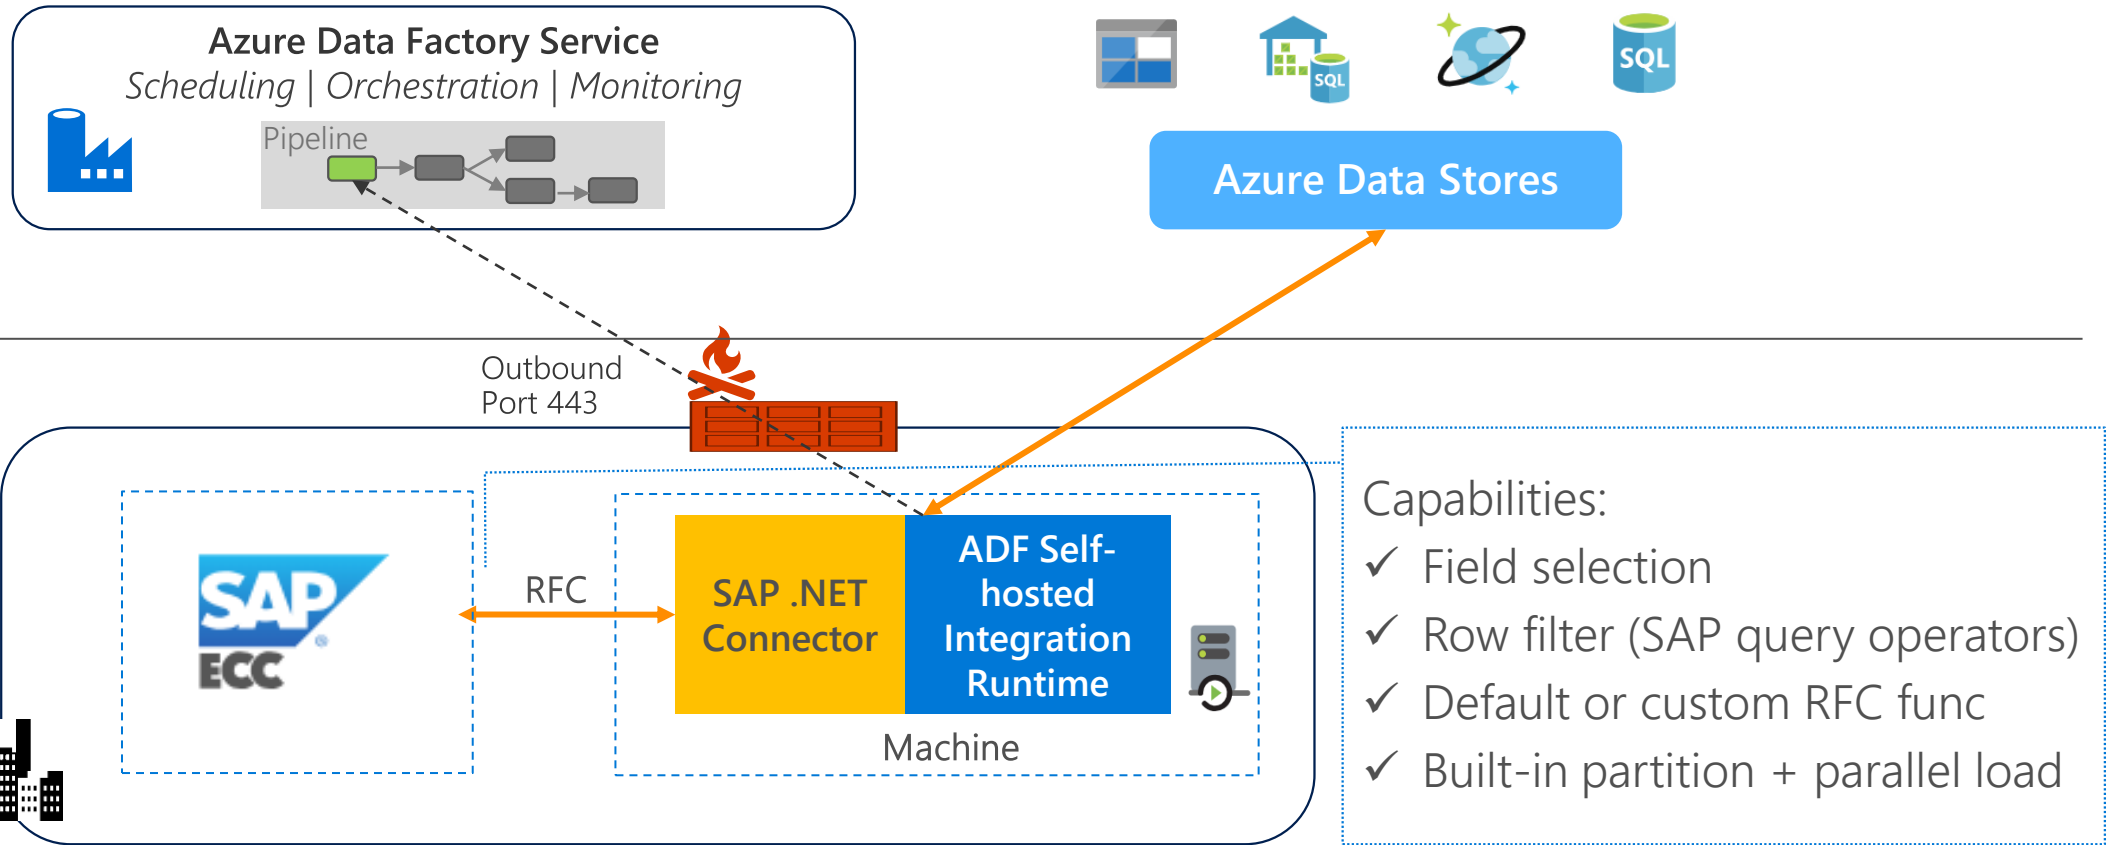 Azure Data Factory Service
Scheduling | Orchestration | Monitoring
Pipeline
SQL
SQL
Azure Data Stores
Outbound
Port 443
SAP
®
ECC
RFC
SAP .NET
Connector
ADF Self-
hosted
Integration
Runtime
Machine
Capabilities:
✓ Field selection
✓ Row filter (SAP query operators)
✓ Default or custom RFC func
✓ Built-in partition + parallel load